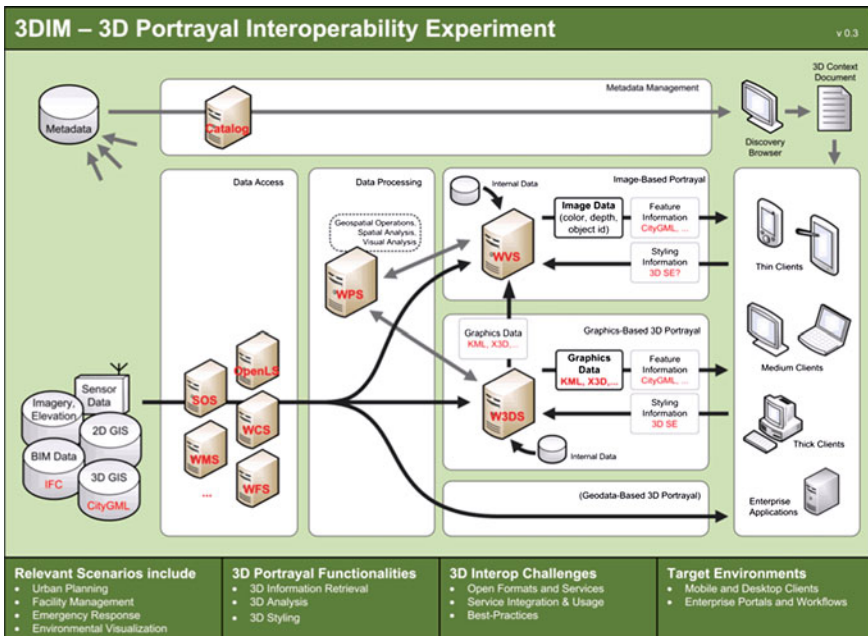 3DIM – 3D Portrayal Interoperability Experiment
v 0.3
Metadata
Metadata Management
Catalog
Discovery
Browser
3D Context
Document
Data Access
Data Processing
Image-Based Portrayal
Geospatial Operations,
Spatial Analysis,
Visual Analysis
WPS
Internal Data
WVS
Image Data
(color, depth,
object id)
Feature
Information
CityGML, ...
Styling
Information
3D SE?
Thin Clients
Graphics Data
KML, X3D,...
Graphics-Based 3D Portrayal
Graphics
Data
KML, X3D,...
Feature
Information
CityGML, ...
W3DS
Styling
Information
3D SE
Internal Data
Medium Clients
Thick Clients
Imagery,
Elevation
Sensor
Data
2D GIS
BIM Data
IFC
3D GIS
CityGML
SOS
OpenLS
WCS
WMS
...
WFS
(Geodata-Based 3D Portrayal)
Enterprise
Applications
Relevant Scenarios include
• Urban Planning
• Facility Management
• Emergency Response
• Environmental Visualization
3D Portrayal Functionalities
• 3D Information Retrieval
• 3D Analysis
• 3D Styling
3D Interop Challenges
• Open Formats and Services
• Service Integration & Usage
• Best-Practices
Target Environments
• Mobile and Desktop Clients
• Enterprise Portals and Workflows